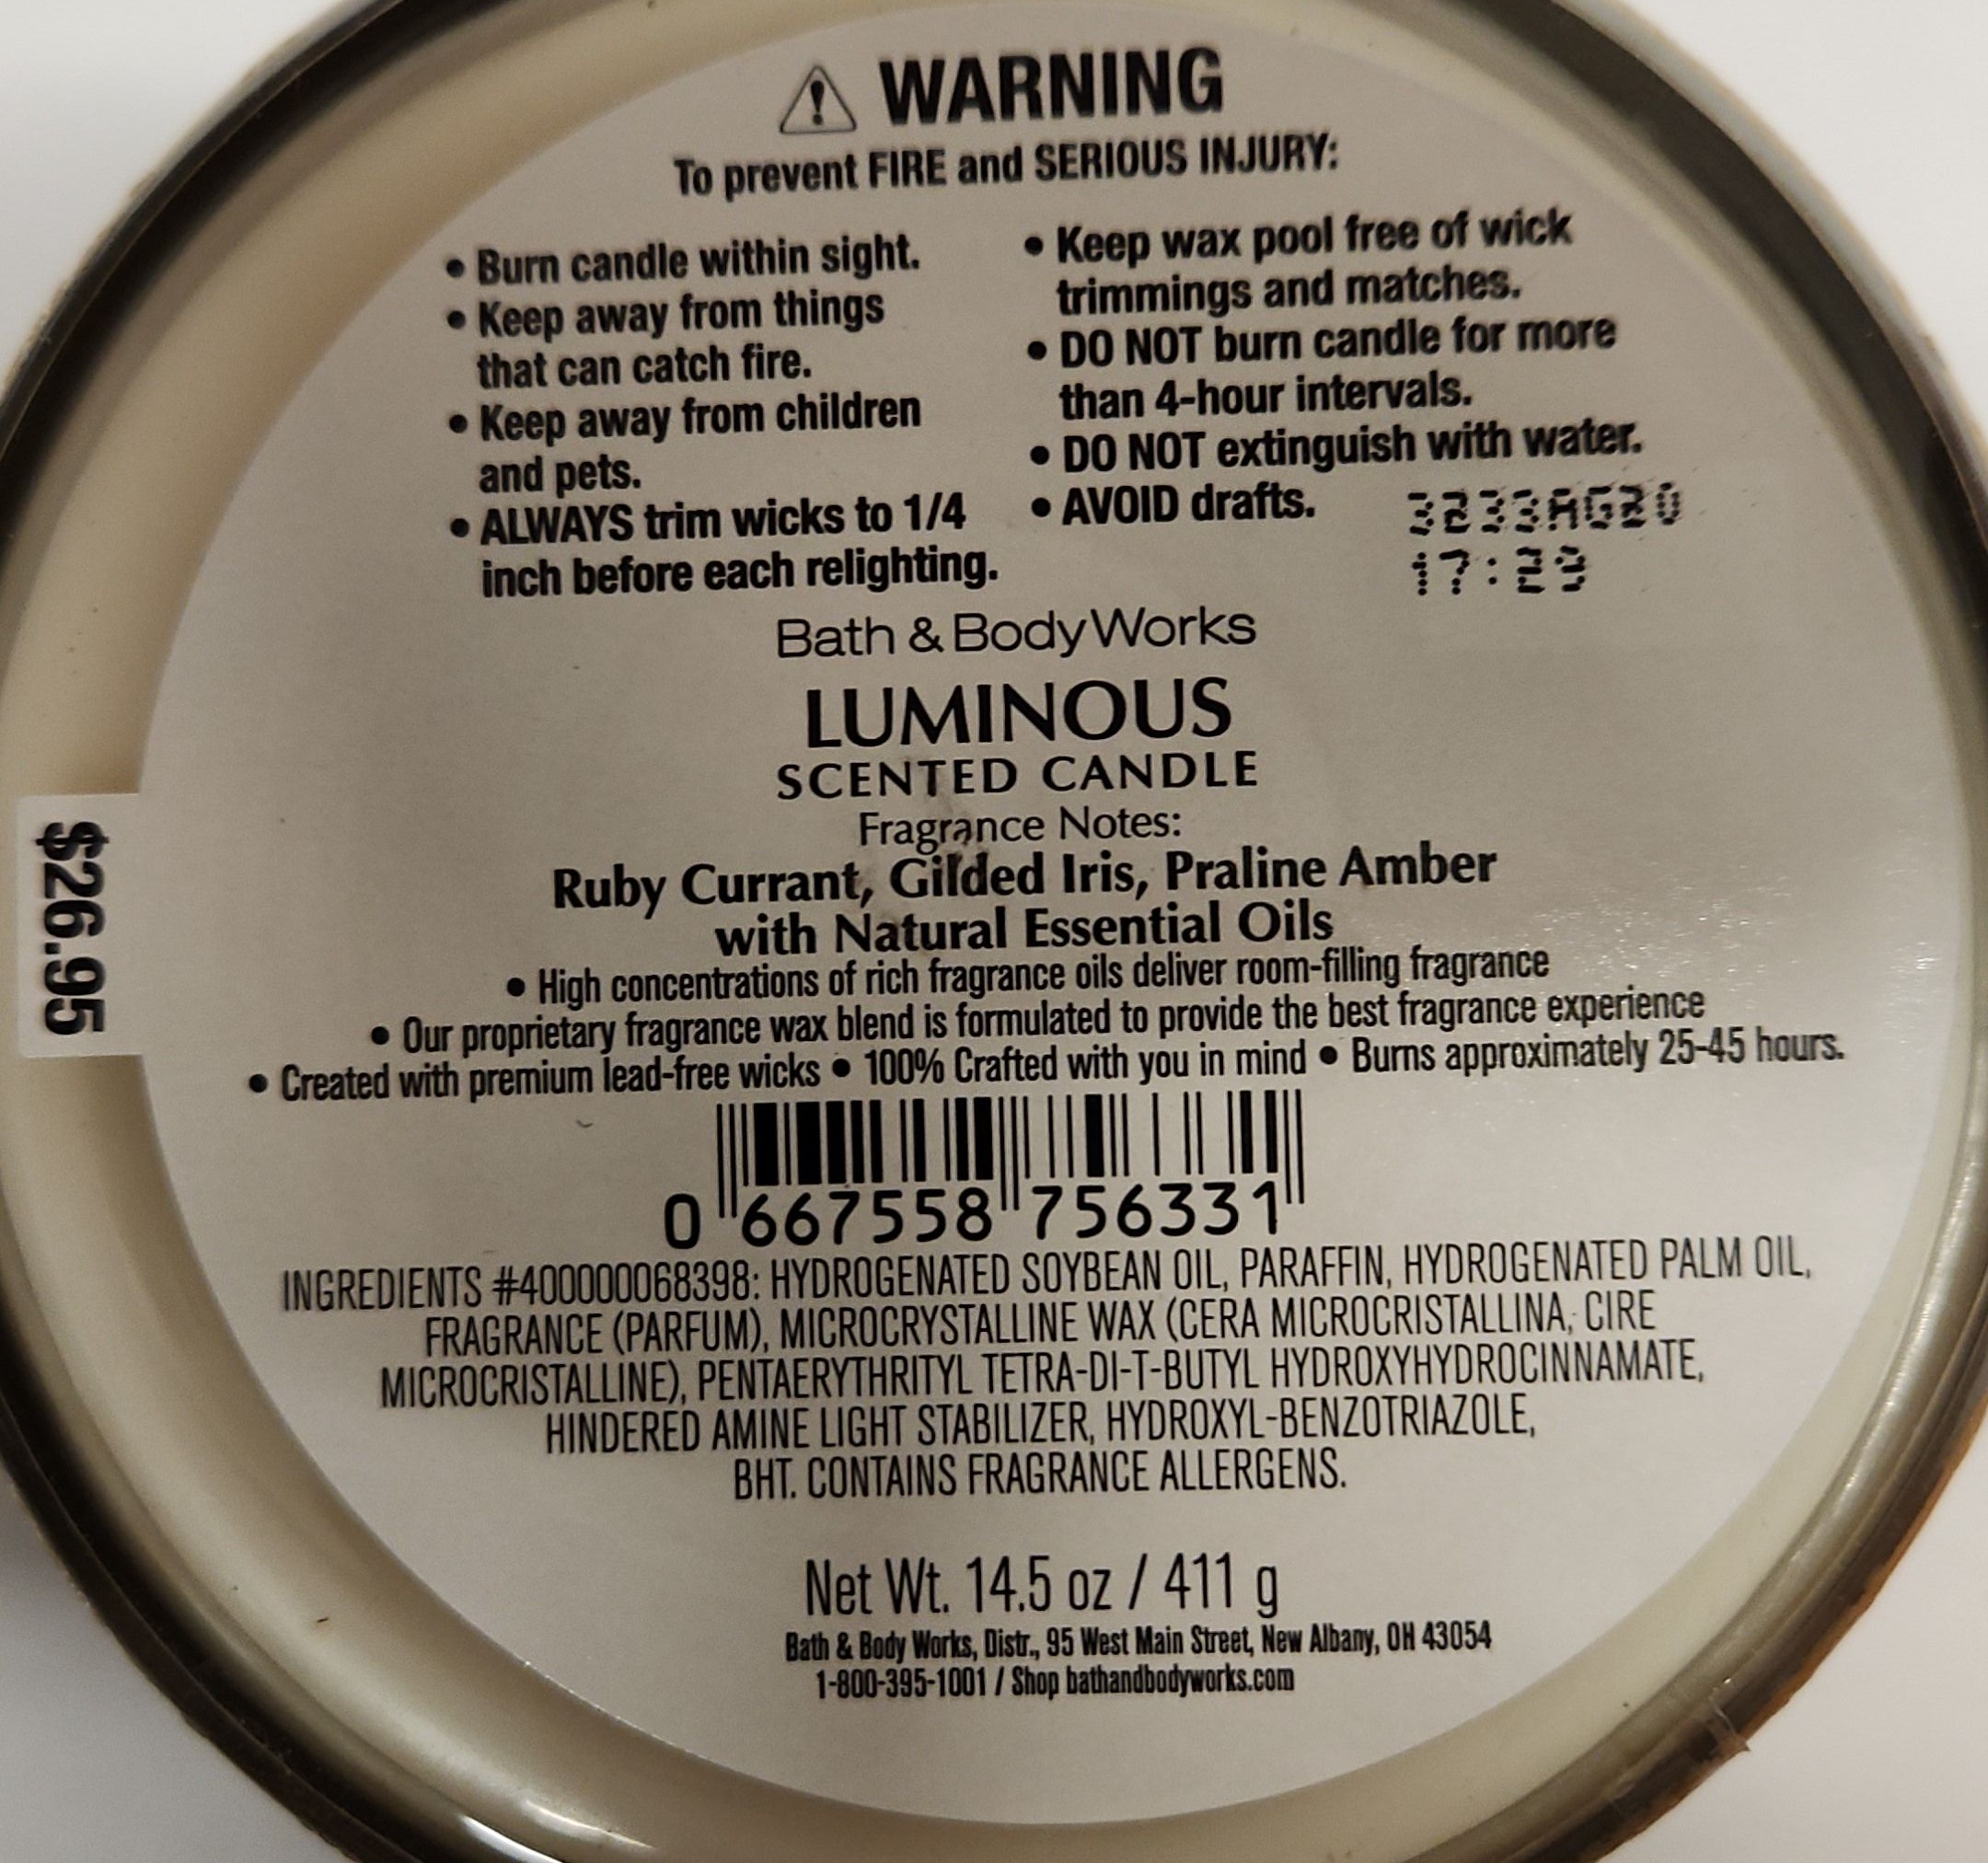 WARNING
To prevent FIRE and SERIOUS INJURY:
• Burn candle within sight.
• Keep away from things
that can catch fire.
• Keep away from children
and pets.
• ALWAYS trim wicks to 1/4
inch before each relighting.
• Keep wax pool free of wick
trimmings and matches.
• DO NOT burn candle for more
than 4-hour intervals.
• DO NOT extinguish with water.
• AVOID drafts.
3233AG20
17:29
Bath & Body Works
LUMINOUS
SCENTED CANDLE
Fragrance Notes:
Ruby Currant, Gilded Iris, Praline Amber
with Natural Essential Oils
• High concentrations of rich fragrance oils deliver room-filling fragrance
• Our proprietary fragrance wax blend is formulated to provide the best fragrance experience
• Created with premium lead-free wicks • 100% Crafted with you in mind • Burns approximately 25-45 hours.
$26.95
0 667558 756331
INGREDIENTS #400000068398: HYDROGENATED SOYBEAN OIL, PARAFFIN, HYDROGENATED PALM OIL,
FRAGRANCE (PARFUM), MICROCRYSTALLINE WAX (CERA MICROCRISTALLINA, CIRE
MICROCRISTALLINE), PENTAERYTHRITYL TETRA-DI-T-BUTYL HYDROXYHYDROCINNAMATE,
HINDERED AMINE LIGHT STABILIZER, HYDROXYL-BENZOTRIAZOLE,
BHT. CONTAINS FRAGRANCE ALLERGENS.
Net Wt. 14.5 oz / 411 g
Bath & Body Works, Distr., 95 West Main Street, New Albany, OH 43054
1-800-395-1001 / Shop bathandbodyworks.com